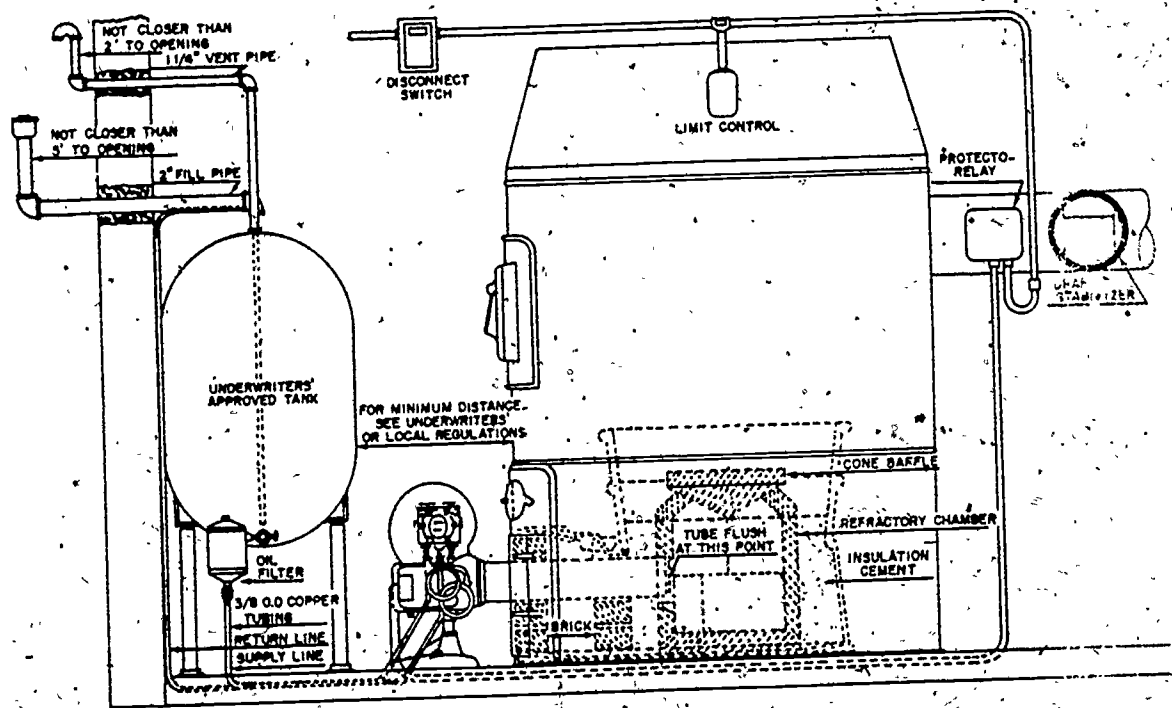 NOT CLOSER THAN
2' TO OPENING
1 1/4" VENT PIPE
DISCONNECT
SWITCH
LIMIT CONTROL
NOT CLOSER THAN
5' TO OPENING
2" FILL PIPE
PROTECTO-
RELAY
STABILIZER
UNDERWRITERS'
APPROVED TANK
FOR MINIMUM DISTANCE
SEE UNDERWRITERS'
OR LOCAL REGULATIONS
CONE BAFFLE
REFRACTORY CHAMBER
TUBE FLUSH
AT THIS POINT
INSULATION
CEMENT
OIL
FILTER
3/8 O.D COPPER
TUBING
BRICK
RETURN LINE
SUPPLY LINE